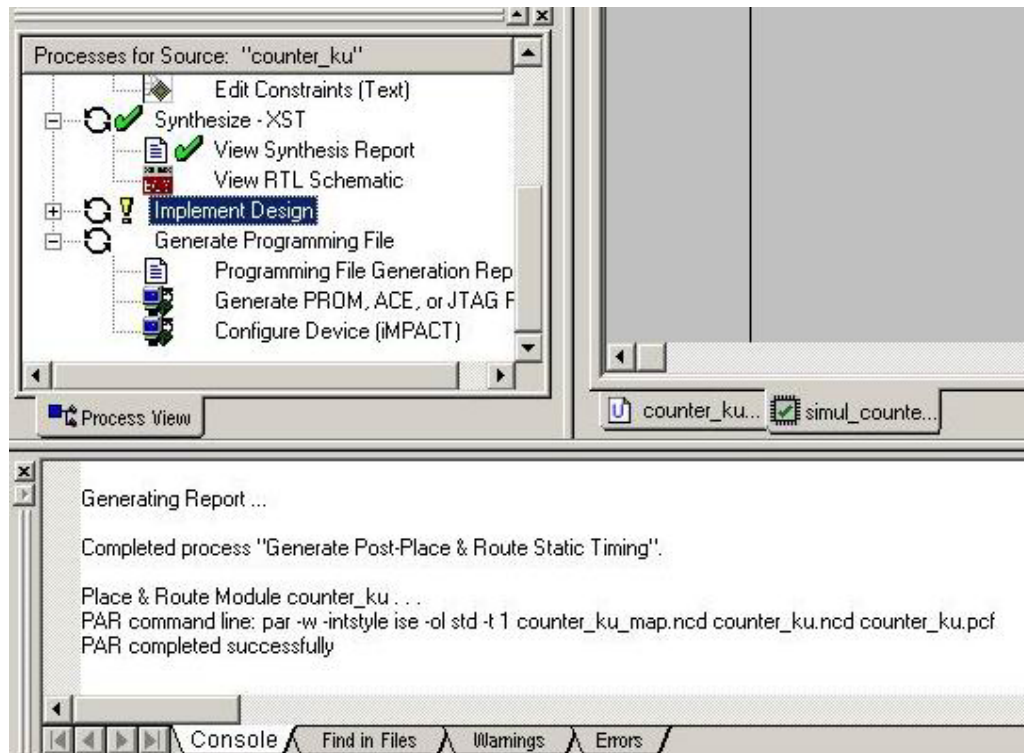 Processes for Source: "counter_ku"
Edit Constraints (Text)
Synthesize - XST
View Synthesis Report
View RTL Schematic
Implement Design
Generate Programming File
Programming File Generation Rep
Generate PROM, ACE, or JTAG F
Configure Device (iMPACT)
Process View
counter_ku...
simul_counte...
Generating Report ...
Completed process "Generate Post-Place & Route Static Timing".
Place & Route Module counter_ku . . .
PAR command line: par -w -intstyle ise -ol std -t 1 counter_ku_map.ncd counter_ku.ncd counter_ku.pcf
PAR completed successfully
Console
Find in Files
Warnings
Errors